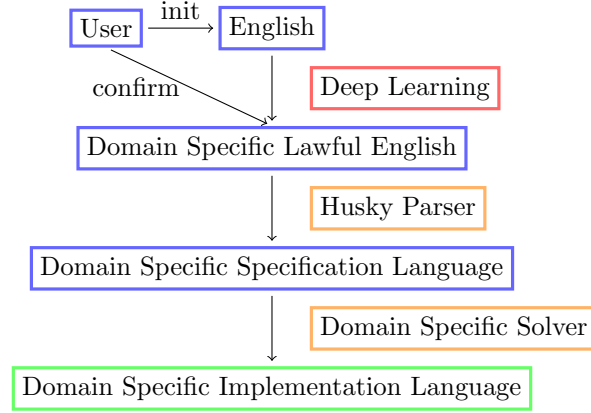 User
init
English
confirm
Deep Learning
Domain Specific Lawful English
Husky Parser
Domain Specific Specification Language
Domain Specific Solver
Domain Specific Implementation Language